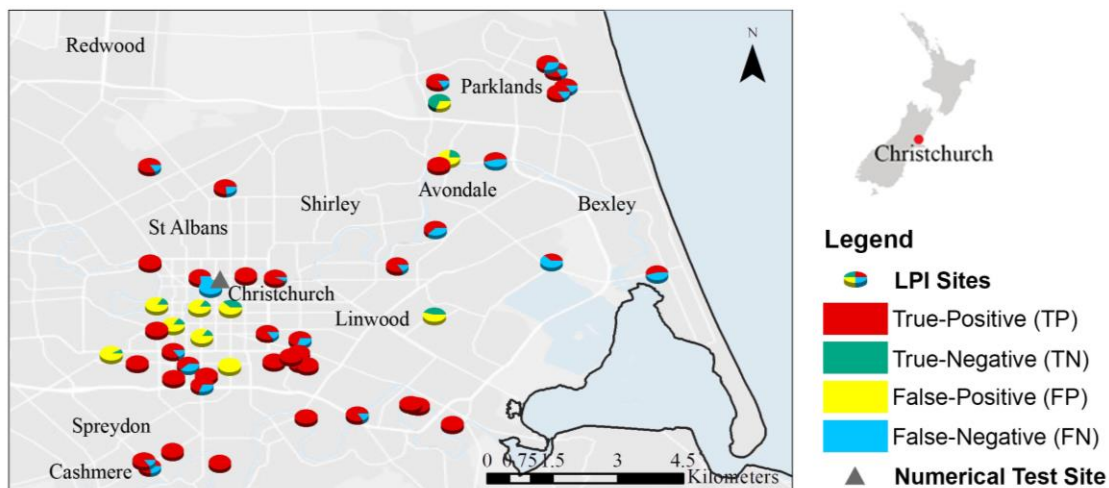 Redwood
N
Parklands
Christchurch
Avondale
Shirley
Bexley
St Albans
Christchurch
Linwood
Spreydon
Cashmere
0 0.75 1.5 3 4.5
Kilometers
Legend
LPI Sites
True-Positive (TP)
True-Negative (TN)
False-Positive (FP)
False-Negative (FN)
Numerical Test Site